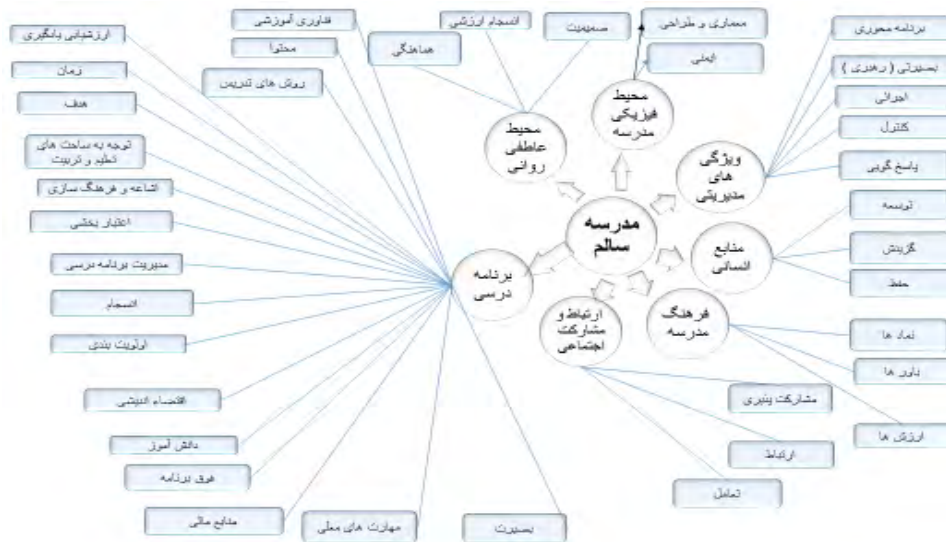 مدرسه
سالم
محیط
فیزیکی
مدرسه
معماری و طراحی
ایمنی
ویژگی
های
مدیریتی
برنامه محوری
بصیرتی ( رهبری )
اجرائی
کنترل
پاسخ گویی
منابع
انسانی
توسعه
گزینش
حفظ
فرهنگ
مدرسه
نماد ها
باور ها
ارزش ها
ارتباط و
مشارکت
اجتماعی
مشارکت پذیری
ارتباط
تعامل
برنامه
درسی
فناوری آموزشی
محتوا
روش های تدریس
ارزشیابی یادگیری
زمان
هدف
توجه به ساحت های
تعلیم و تربیت
اشاعه و فرهنگ سازی
اعتبار بخشی
مدیریت برنامه درسی
انسجام
اولویت بندی
اقتضاء اندیشی
دانش آموز
فوق برنامه
منابع مالی
مهارت های معلمی
بصیرت
محیط
عاطفی
روانی
هماهنگی
انسجام ارزشی
صمیمیت